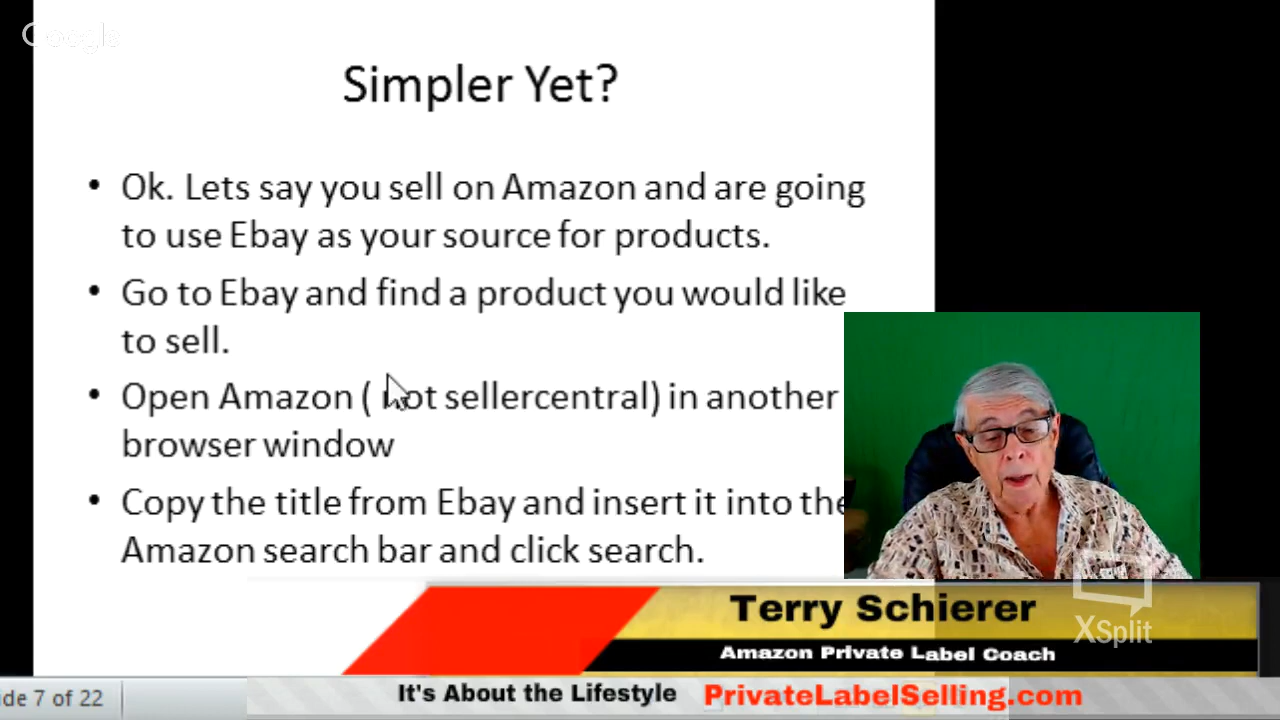 Google
Simpler Yet?
• Ok. Lets say you sell on Amazon and are going
to use Ebay as your source for products.
• Go to Ebay and find a product you would like
to sell.
• Open Amazon ( not sellercentral) in another
browser window
• Copy the title from Ebay and insert it into the
Amazon search bar and click search.
Terry Schierer
XSplit
Amazon Private Label Coach
ide 7 of 22
It's About the Lifestyle PrivateLabelSelling.com